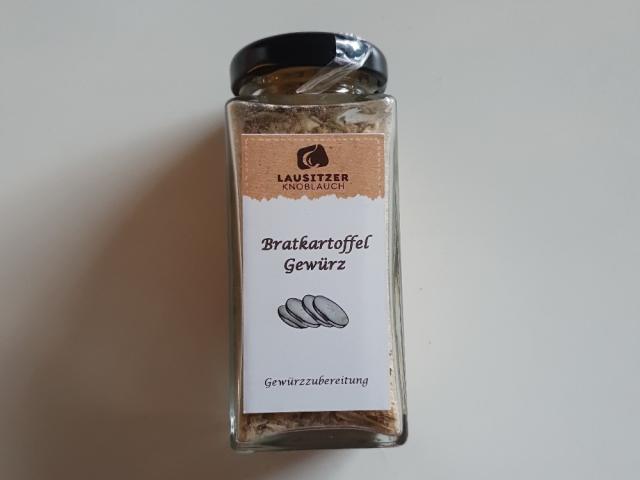 LAUSITZER
KNOBLAUCH
Bratkartoffel
Gewürz
Gewürzzubereitung